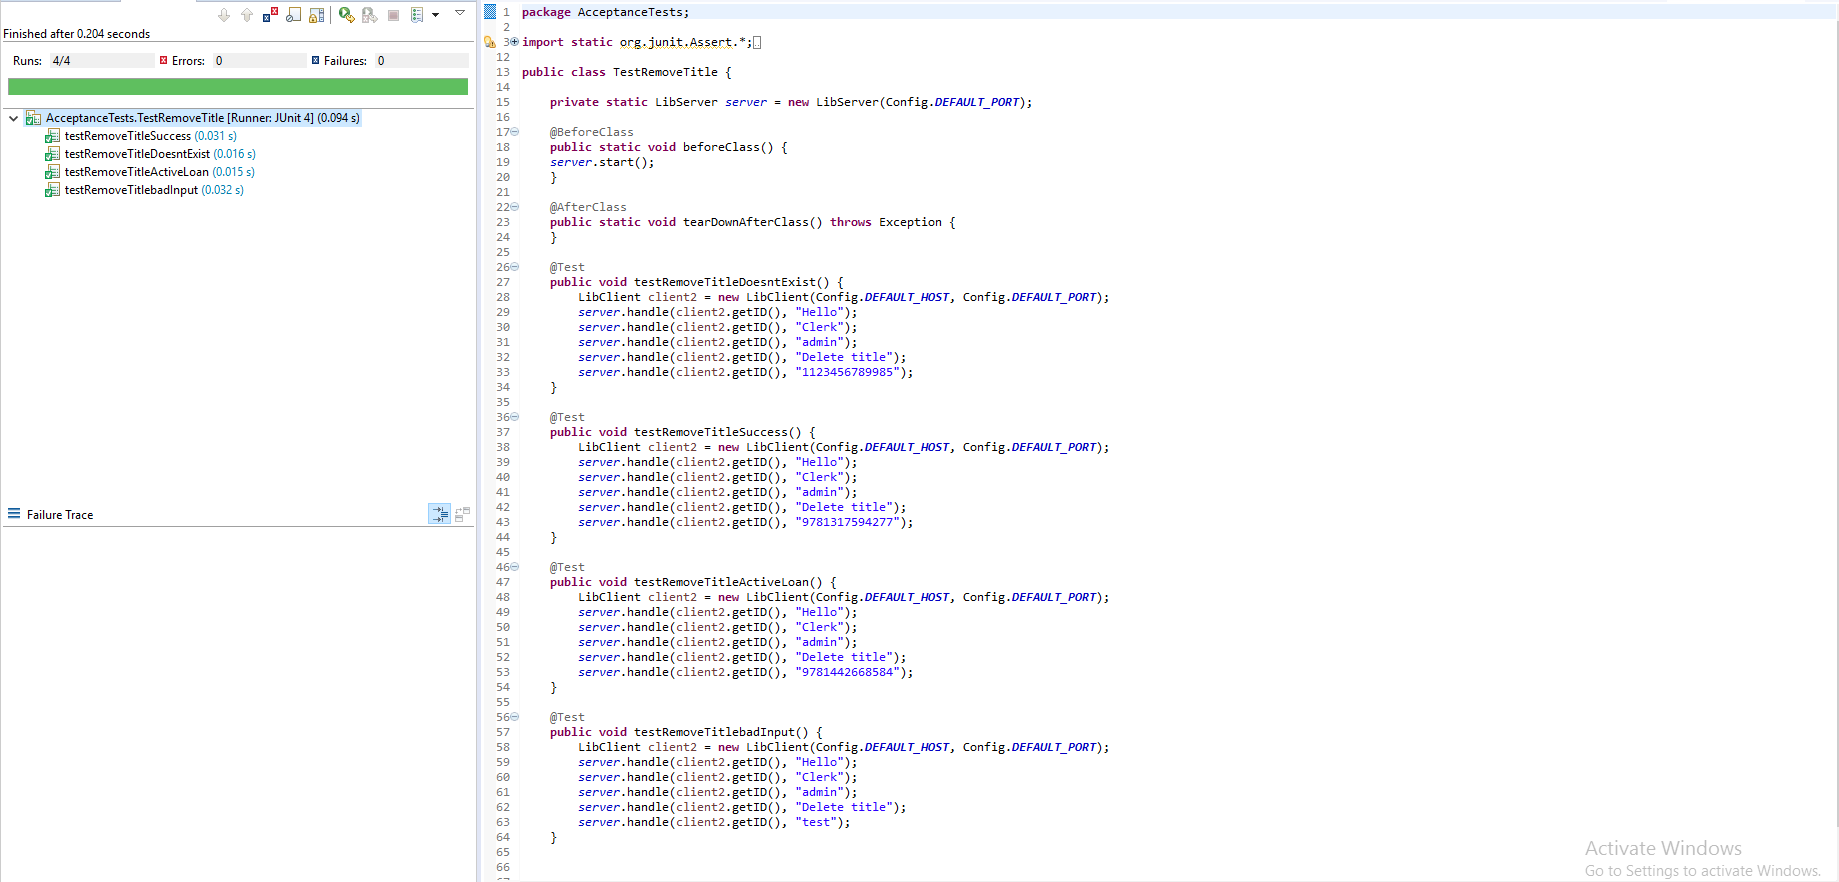 Finished after 0.204 seconds
Runs: 4/4 Errors: 0 Failures: 0
AcceptanceTests.TestRemoveTitle [Runner: JUnit 4] (0.094 s)
testRemoveTitleSuccess (0.031 s)
testRemoveTitleDoesntExist (0.016 s)
testRemoveTitleActiveLoan (0.015 s)
testRemoveTitlebadInput (0.032 s)
Failure Trace
1 package AcceptanceTests;
2
3 import static org.junit.Assert.*;
12
13 public class TestRemoveTitle {
14
15 private static LibServer server = new LibServer(Config.DEFAULT_PORT);
16
17 @BeforeClass
18 public static void beforeClass() {
19 server.start();
20 }
21
22 @AfterClass
23 public static void tearDownAfterClass() throws Exception {
24 }
25
26 @Test
27 public void testRemoveTitleDoesntExist() {
28 LibClient client2 = new LibClient(Config.DEFAULT_HOST, Config.DEFAULT_PORT);
29 server.handle(client2.getID(), "Hello");
30 server.handle(client2.getID(), "Clerk");
31 server.handle(client2.getID(), "admin");
32 server.handle(client2.getID(), "Delete title");
33 server.handle(client2.getID(), "1123456789985");
34 }
35
36 @Test
37 public void testRemoveTitleSuccess() {
38 LibClient client2 = new LibClient(Config.DEFAULT_HOST, Config.DEFAULT_PORT);
39 server.handle(client2.getID(), "Hello");
40 server.handle(client2.getID(), "Clerk");
41 server.handle(client2.getID(), "admin");
42 server.handle(client2.getID(), "Delete title");
43 server.handle(client2.getID(), "9781317594277");
44 }
45
46 @Test
47 public void testRemoveTitleActiveLoan() {
48 LibClient client2 = new LibClient(Config.DEFAULT_HOST, Config.DEFAULT_PORT);
49 server.handle(client2.getID(), "Hello");
50 server.handle(client2.getID(), "Clerk");
51 server.handle(client2.getID(), "admin");
52 server.handle(client2.getID(), "Delete title");
53 server.handle(client2.getID(), "9781442668584");
54 }
55
56 @Test
57 public void testRemoveTitlebadInput() {
58 LibClient client2 = new LibClient(Config.DEFAULT_HOST, Config.DEFAULT_PORT);
59 server.handle(client2.getID(), "Hello");
60 server.handle(client2.getID(), "Clerk");
61 server.handle(client2.getID(), "admin");
62 server.handle(client2.getID(), "Delete title");
63 server.handle(client2.getID(), "test");
64 }
65
66
Activate Windows
Go to Settings to activate Windows.